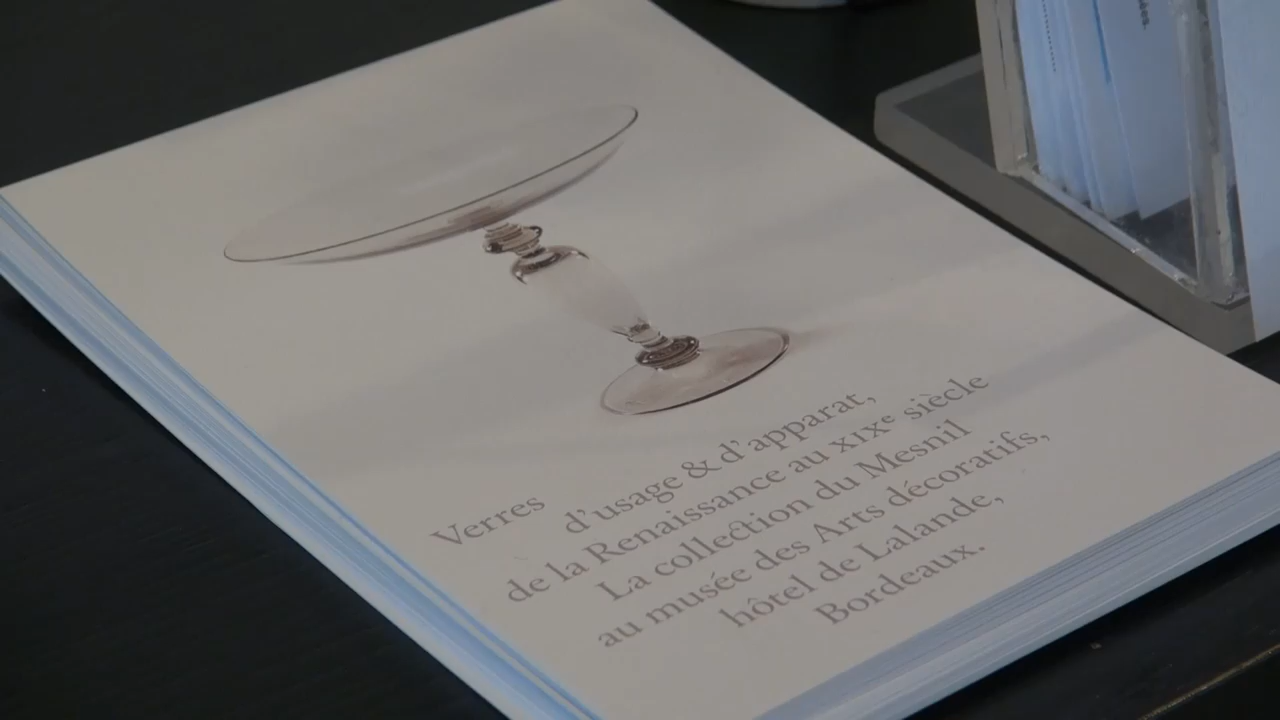 Verres
d'usage & d'apparat,
de la Renaissance au XIXe siècle
La collection du Mesnil
au musée des Arts décoratifs,
hôtel de Lalande,
Bordeaux.